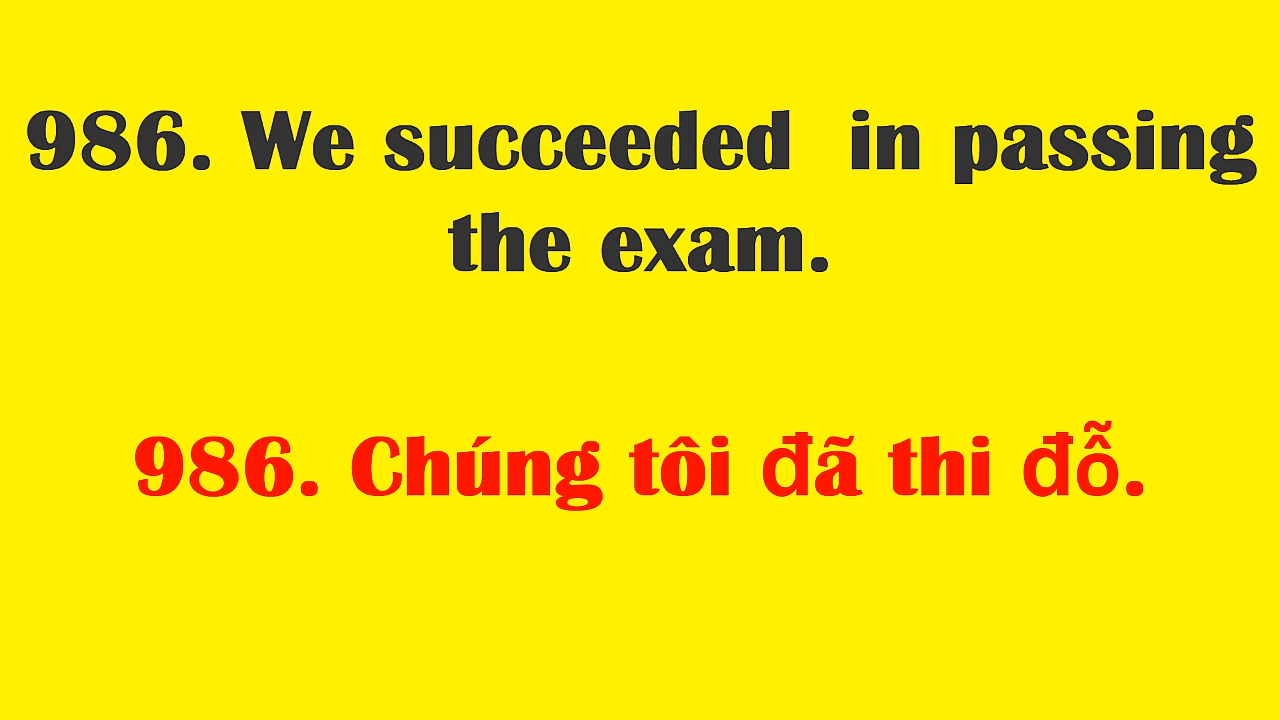 986. We succeeded  in passing
the exam.
986. Chúng tôi đã thi đỗ.